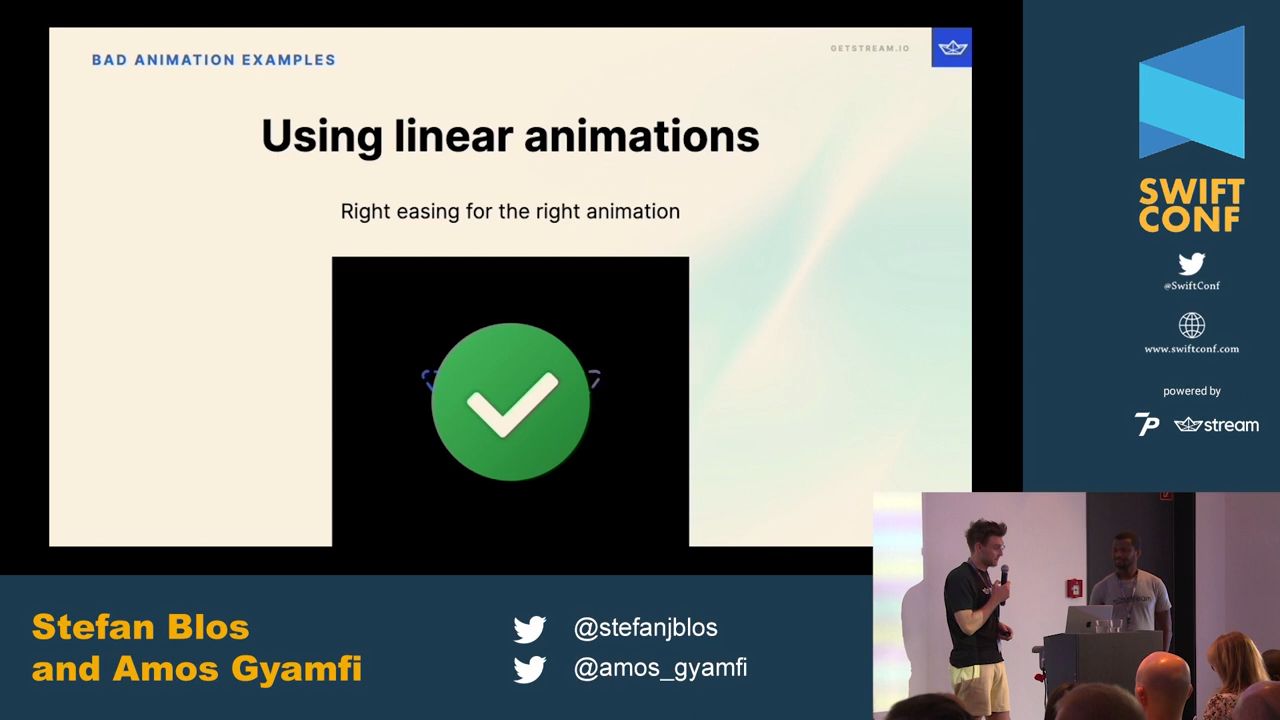 BAD ANIMATION EXAMPLES
GETSTREAM.IO
Using linear animations
Right easing for the right animation
SWIFT
CONF
@SwiftConf
www.swiftconf.com
powered by
stream
Stefan Blos
and Amos Gyamfi
@stefanjblos
@amos_gyamfi